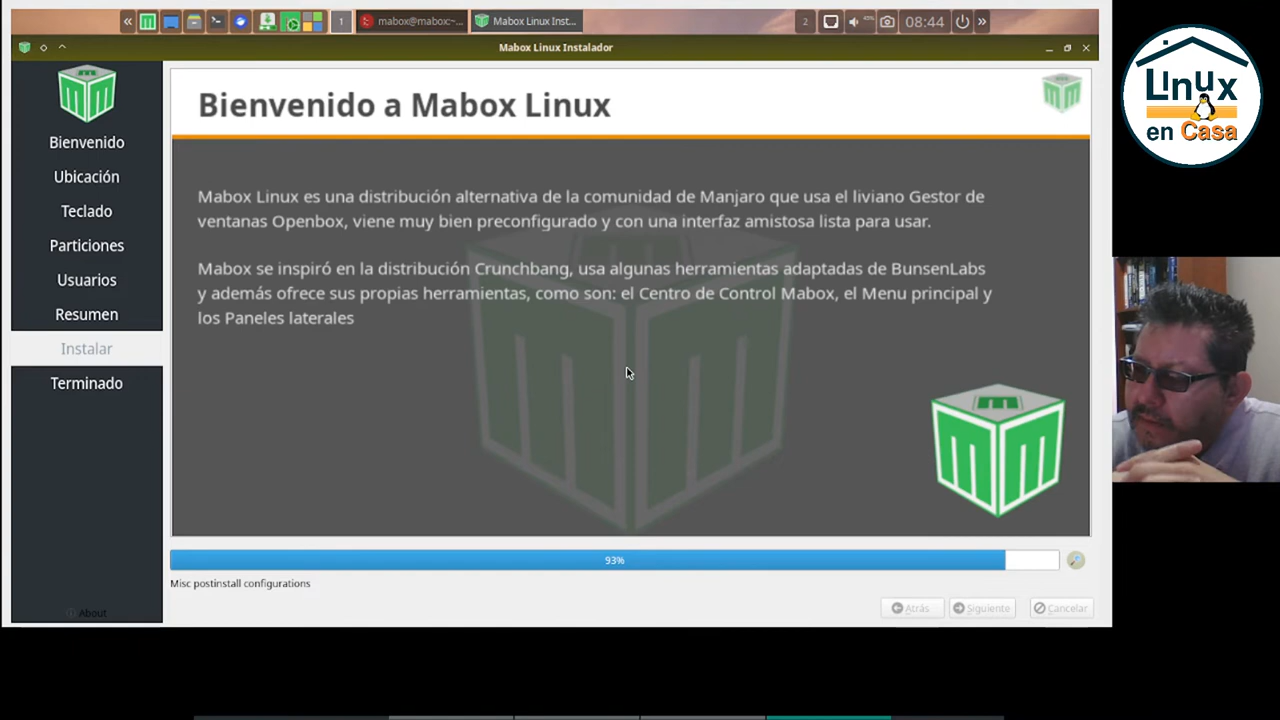 «
1
mabox@mabox:~...
Mabox Linux Inst...
2
45%
08:44
»
Mabox Linux Instalador
Linux
en Casa
Bienvenido
Ubicación
Teclado
Particiones
Usuarios
Resumen
Instalar
Terminado
About
Bienvenido a Mabox Linux
Mabox Linux es una distribución alternativa de la comunidad de Manjaro que usa el liviano Gestor de
ventanas Openbox, viene muy bien preconfigurado y con una interfaz amistosa lista para usar.
Mabox se inspiró en la distribución Crunchbang, usa algunas herramientas adaptadas de BunsenLabs
y además ofrece sus propias herramientas, como son: el Centro de Control Mabox, el Menu principal y
los Paneles laterales
93%
Misc postinstall configurations
Atrás
Siguiente
Cancelar